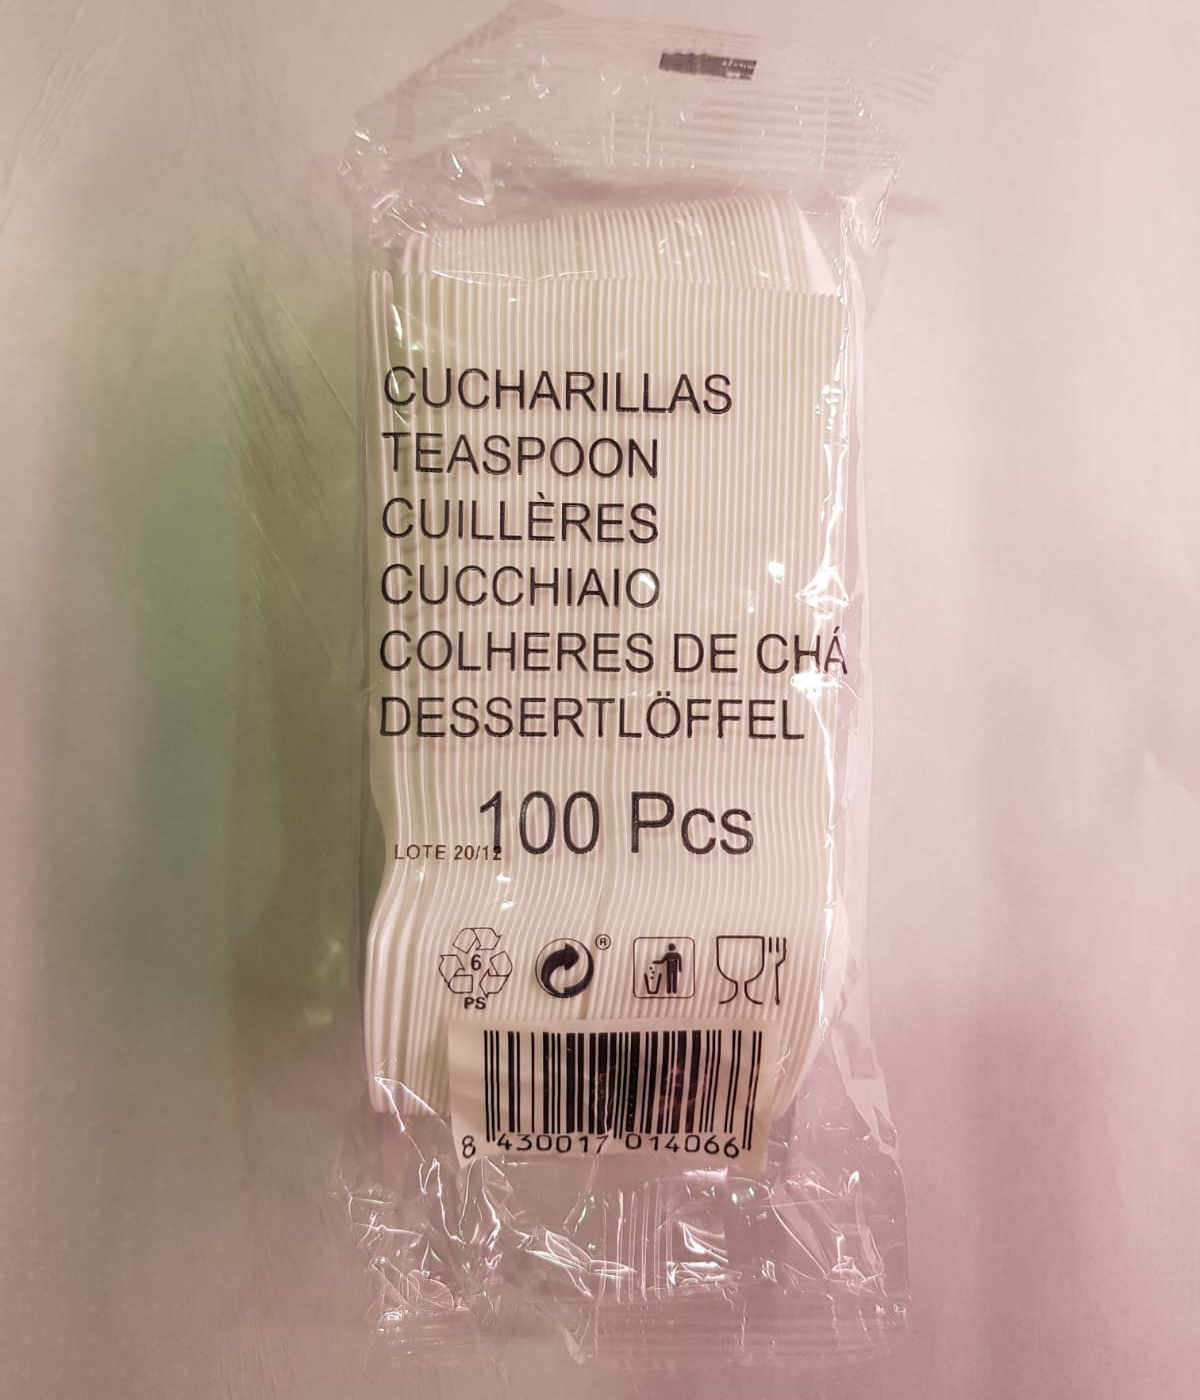 CUCHARILLAS
TEASPOON
CUILLÈRES
CUCCHIAIO
COLHERES DE CHÁ
DESSERTLÖFFEL
100 Pcs
LOTE 20/12
6
PS
®
8 430017 014066